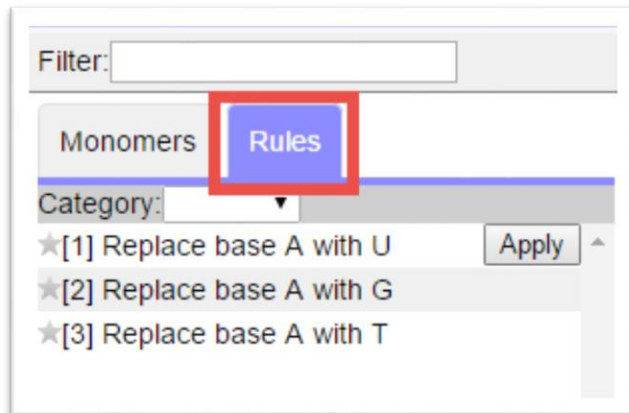 Filter:
Monomers Rules
Category:
[1] Replace base A with U Apply
[2] Replace base A with G
[3] Replace base A with T